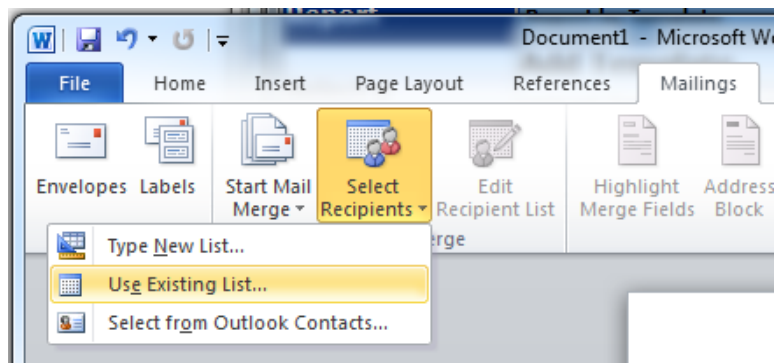 Document1 - Microsoft W
File Home Insert Page Layout References Mailings
Envelopes Labels Start Mail Merge Select Recipients Edit Recipient List Highlight Merge Fields Address Block
Type New List...
Use Existing List...
Select from Outlook Contacts...